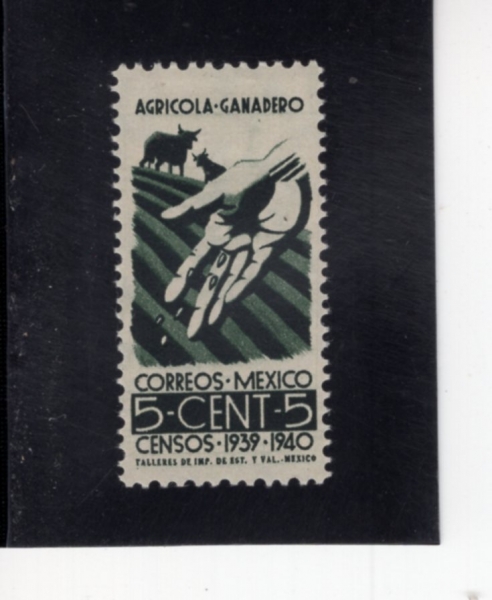 AGRICOLA·GANADERO
CORREOS·MEXICO
5-CENT-5
CENSOS·1939·1940
TALLERES DE IMP. DE EST. Y VAL.-MEXICO